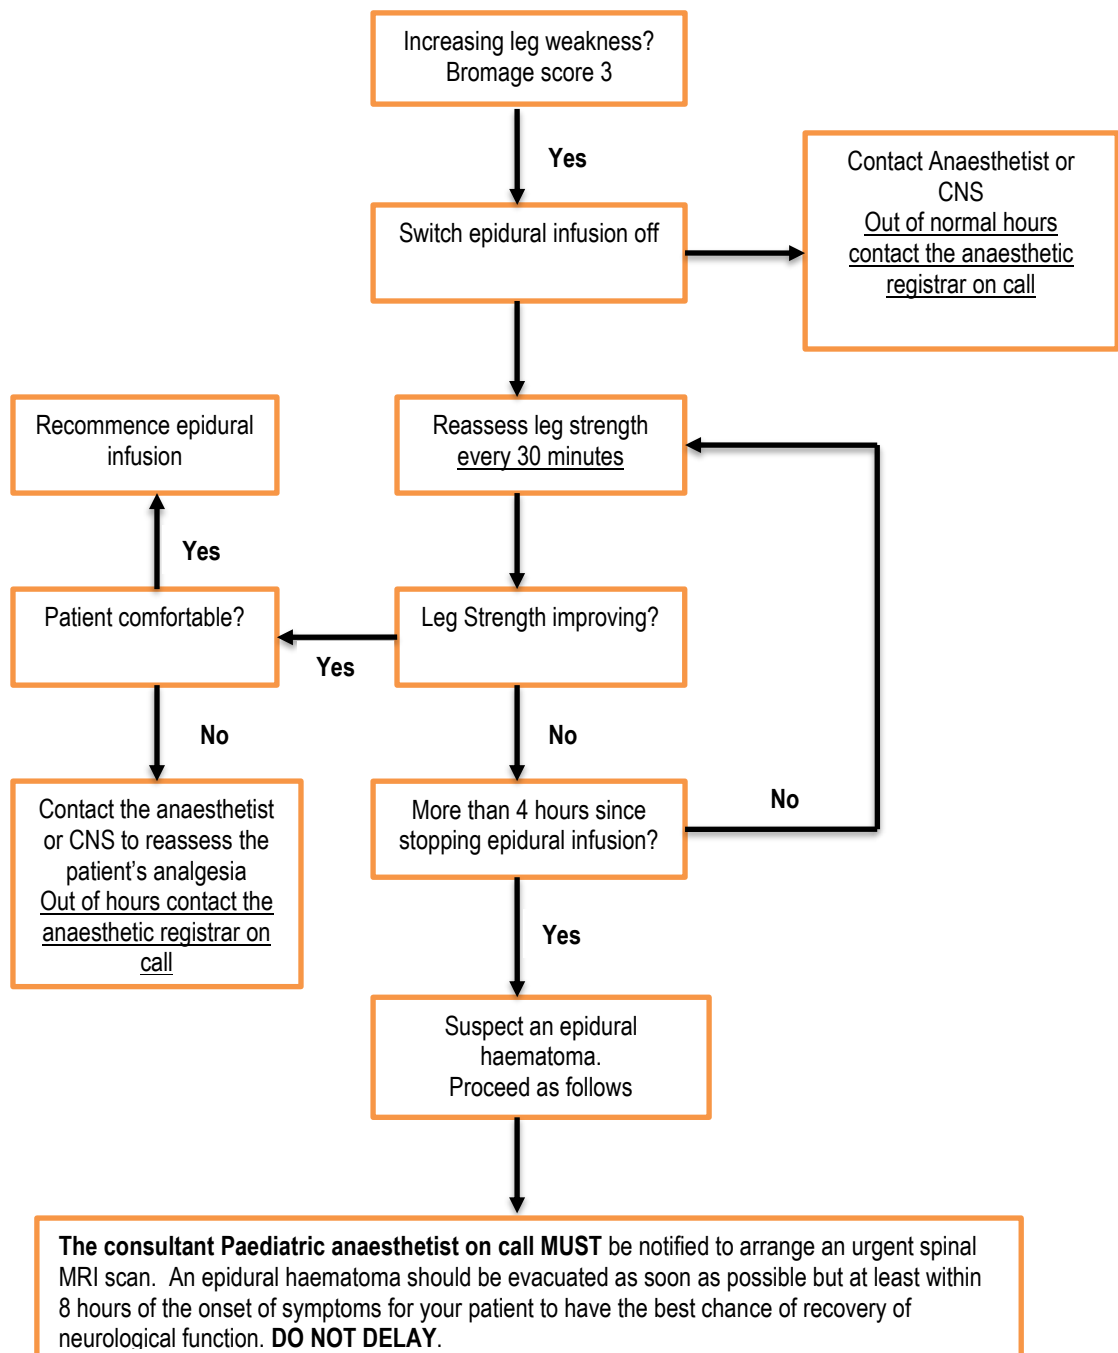 Increasing leg weakness?
Bromage score 3
Yes
Switch epidural infusion off
Contact Anaesthetist or
CNS
Out of normal hours
contact the anaesthetic
registrar on call
Reassess leg strength
every 30 minutes
Recommence epidural
infusion
Yes
Patient comfortable?
Leg Strength improving?
Yes
No
No
Contact the anaesthetist
or CNS to reassess the
patient’s analgesia
Out of hours contact the
anaesthetic registrar on
call
More than 4 hours since
stopping epidural infusion?
No
Yes
Suspect an epidural
haematoma.
Proceed as follows
The consultant Paediatric anaesthetist on call MUST be notified to arrange an urgent spinal
MRI scan.  An epidural haematoma should be evacuated as soon as possible but at least within
8 hours of the onset of symptoms for your patient to have the best chance of recovery of
neurological function. DO NOT DELAY.